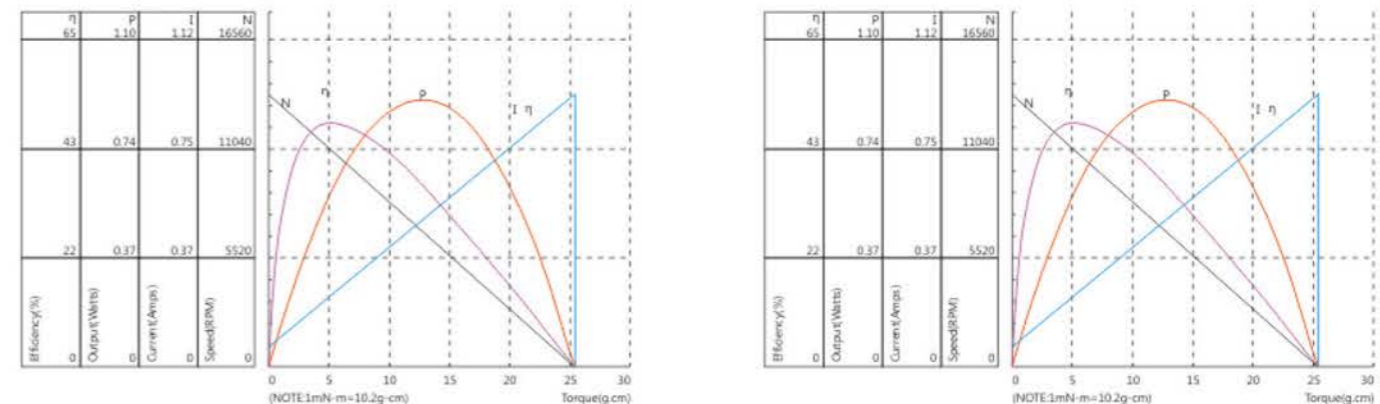 η P I N
65 1.10 1.12 16560
N η P I η
43 0.74 0.75 11040
22 0.37 0.37 5520
Efficiency(%) Output(Watts) Current(Amps) Speed(RPM)
0 0 0 0
0 5 10 15 20 25 30
(NOTE:1mN-m=10.2g-cm) Torque(g.cm)
η P I N
65 1.10 1.12 16560
N η P I η
43 0.74 0.75 11040
22 0.37 0.37 5520
Efficiency(%) Output(Watts) Current(Amps) Speed(RPM)
0 0 0 0
0 5 10 15 20 25 30
(NOTE:1mN-m=10.2g-cm) Torque(g.cm)